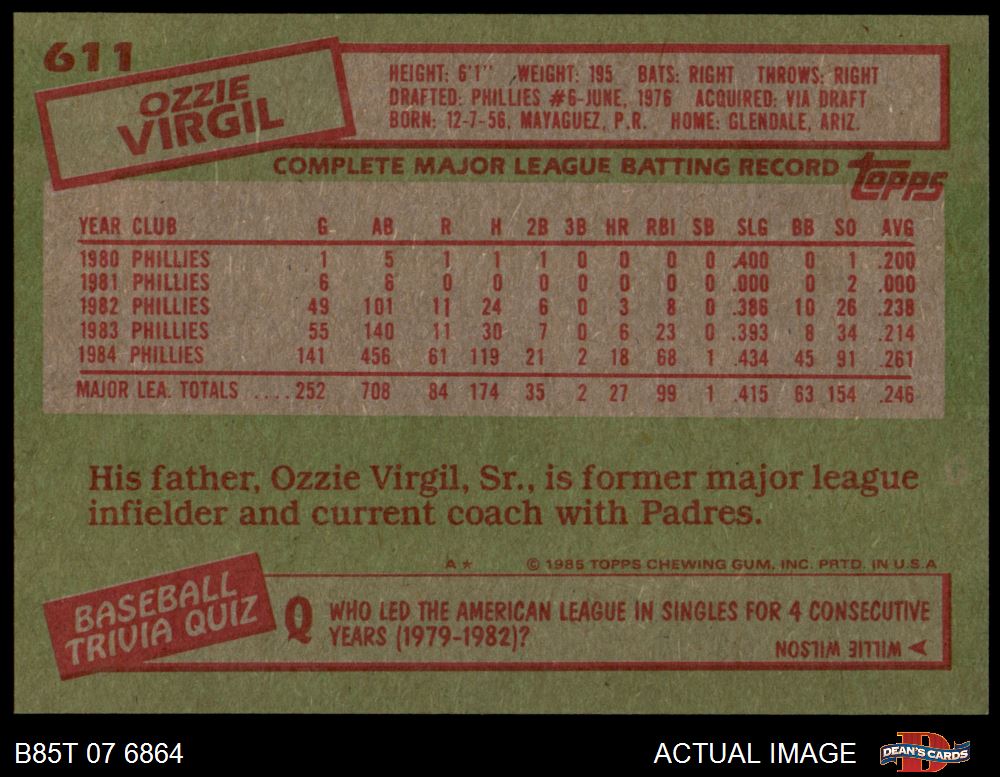 611
OZZIE
VIRGIL
HEIGHT: 6'1" WEIGHT: 195 BATS: RIGHT THROWS: RIGHT
DRAFTED: PHILLIES #6-JUNE, 1976 ACQUIRED: VIA DRAFT
BORN: 12-7-56, MAYAGUEZ, P.R. HOME: GLENDALE, ARIZ.
COMPLETE MAJOR LEAGUE BATTING RECORD
TOPPS
YEAR CLUB G AB R H 2B 3B HR RBI SB SLG BB SO AVG
1980 PHILLIES 1 5 1 1 1 0 0 0 0 .400 0 1 .200
1981 PHILLIES 6 6 0 0 0 0 0 0 0 .000 0 2 .000
1982 PHILLIES 49 101 11 24 6 0 3 8 0 .386 10 26 .238
1983 PHILLIES 55 140 11 30 7 0 6 23 0 .393 8 34 .214
1984 PHILLIES 141 456 61 119 21 2 18 68 1 .434 45 91 .261
MAJOR LEA. TOTALS ....252 708 84 174 35 2 27 99 1 .415 63 154 .246
His father, Ozzie Virgil, Sr., is former major league
infielder and current coach with Padres.
A* © 1985 TOPPS CHEWING GUM, INC. PRTD. IN U.S.A
BASEBALL
TRIVIA QUIZ
Q WHO LED THE AMERICAN LEAGUE IN SINGLES FOR 4 CONSECUTIVE
YEARS (1979-1982)?
WILLIE WILSON
B85T 07 6864
ACTUAL IMAGE
D
DEAN'S CARDS